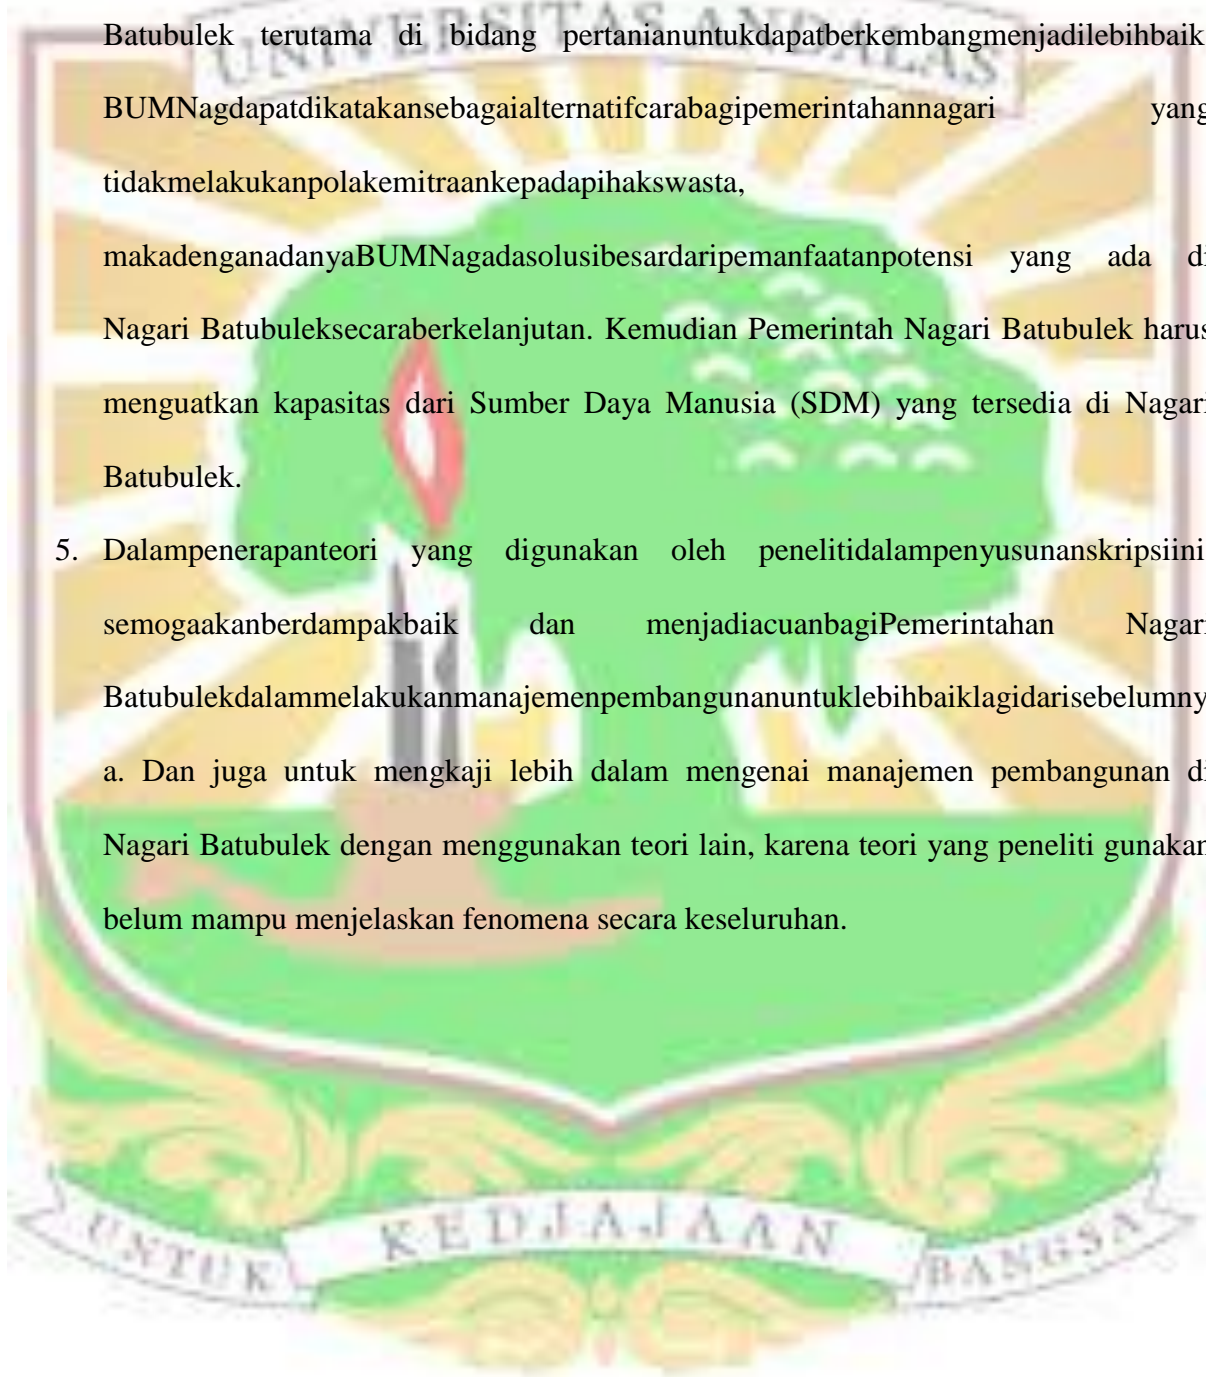 UNIVERSITAS ANDALAS
Batubulek terutama di bidang pertanianuntukdapatberkembangmenjadilebihbaik
BUMNagdapatdikatakansebagaialternatifcarabagipemerintahannagari yang
tidakmelakukanpolakemitraankepadapihakswasta,
makadenganadanyaBUMNagadasolusibesardaripemanfaatanpotensi yang ada di
Nagari Batubuleksecaraberkelanjutan. Kemudian Pemerintah Nagari Batubulek harus
menguatkan kapasitas dari Sumber Daya Manusia (SDM) yang tersedia di Nagari
Batubulek.
5. Dalampenerapanteori yang digunakan oleh penelitidalampenyusunanskripsiini
semogaakanberdampakbaik dan menjadiacuanbagiPemerintahan Nagari
Batubulekdalammelakukanmanajemenpembangunanuntuklebihbaiklagidarisebelumny
a. Dan juga untuk mengkaji lebih dalam mengenai manajemen pembangunan di
Nagari Batubulek dengan menggunakan teori lain, karena teori yang peneliti gunakan
belum mampu menjelaskan fenomena secara keseluruhan.
UNTUK KEDJAJAAN BANGSA